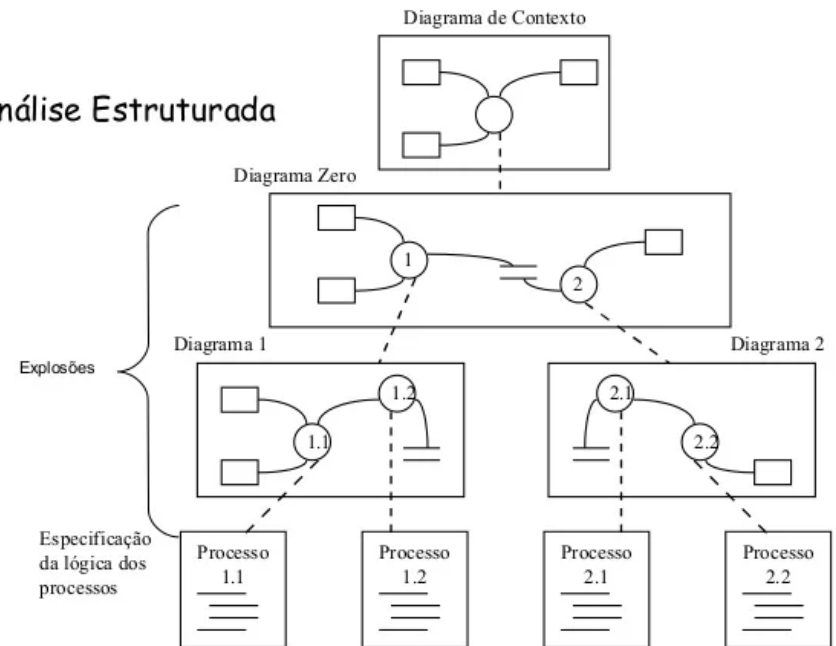 Diagrama de Contexto
nálise Estruturada
Diagrama Zero
1
2
Diagrama 1
Diagrama 2
Explosões
1.2
2.1
1.1
2.2
Especificação
da lógica dos
processos
Processo
1.1
Processo
1.2
Processo
2.1
Processo
2.2